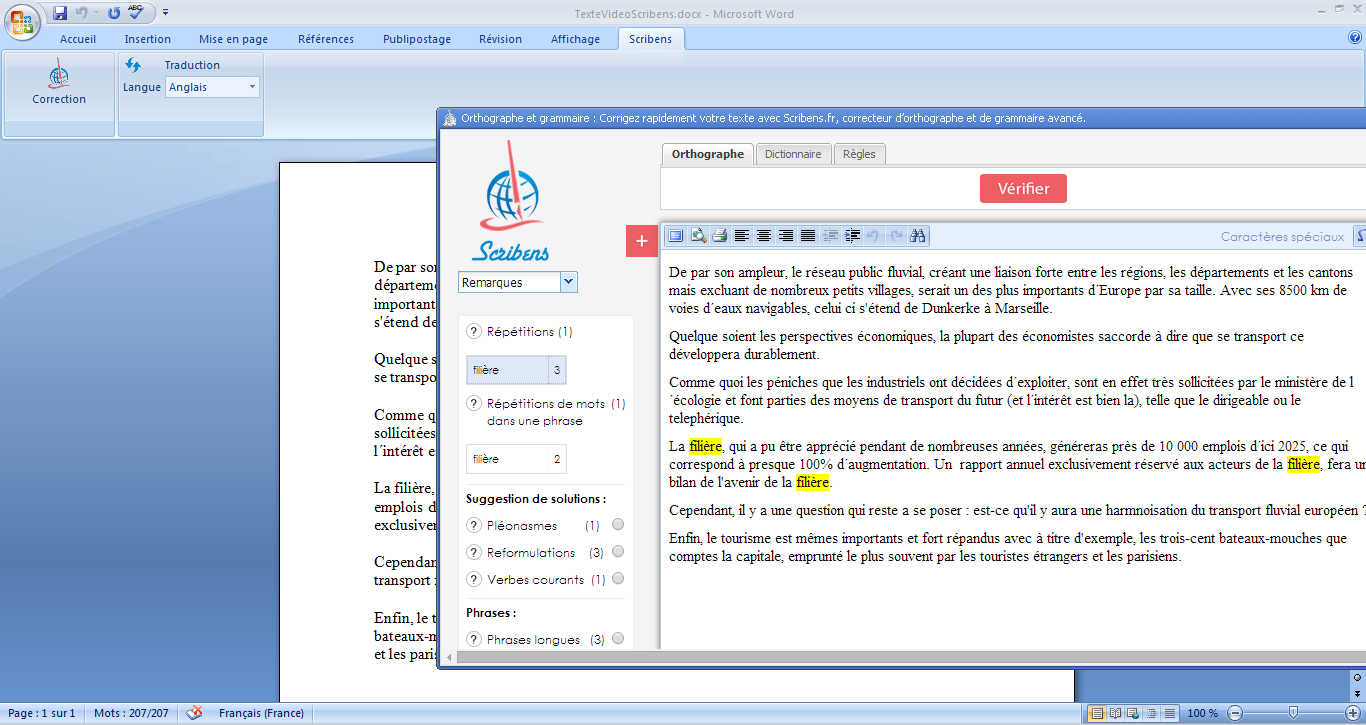 TexteVideoScribens.docx - Microsoft Word
ABC
Accueil Insertion Mise en page Références Publipostage Révision Affichage Scribens
Correction
Traduction
Langue Anglais
Orthographe et grammaire : Corrigez rapidement votre texte avec Scribens.fr, correcteur d'orthographe et de grammaire avancé.
Scribens
Orthographe Dictionnaire Règles
Vérifier
+
Caractères spéciaux
Remarques
? Répétitions (1)
filière 3
? Répétitions de mots (1)
dans une phrase
filière 2
Suggestion de solutions :
? Pléonasmes (1)
? Reformulations (3)
? Verbes courants (1)
Phrases :
? Phrases longues (3)
De par son ampleur, le réseau public fluvial, créant une liaison forte entre les régions, les départements et les cantons
mais excluant de nombreux petits villages, serait un des plus importants d´Europe par sa taille. Avec ses 8500 km de
voies d´eaux navigables, celui ci s'étend de Dunkerke à Marseille.
Quelque soient les perspectives économiques, la plupart des économistes saccorde à dire que se transport ce
développera durablement.
Comme quoi les péniches que les industriels ont décidées d´exploiter, sont en effet très sollicitées par le ministère de l
´écologie et font parties des moyens de transport du futur (et l´intérêt est bien la), telle que le dirigeable ou le
telephérique.
La filière, qui a pu être apprécié pendant de nombreuses années, généreras près de 10 000 emplois d´ici 2025, ce qui
correspond à presque 100% d´augmentation. Un rapport annuel exclusivement réservé aux acteurs de la filière, fera un
bilan de l'avenir de la filière.
Cependant, il y a une question qui reste a se poser : est-ce qu'il y aura une harmnoisation du transport fluvial européen ?
Enfin, le tourisme est mêmes importants et fort répandus avec à titre d'exemple, les trois-cent bateaux-mouches que
comptes la capitale, emprunté le plus souvent par les touristes étrangers et les parisiens.
De par son
départeme
important
s'étend de
Quelque s
se transpo
Comme q
sollicitées
l´intérêt e
La filière,
emplois d
exclusiver
Cependan
transport
Enfin, le t
bateaux-m
et les paris
Page : 1 sur 1 Mots : 207/207 Français (France) 100 %